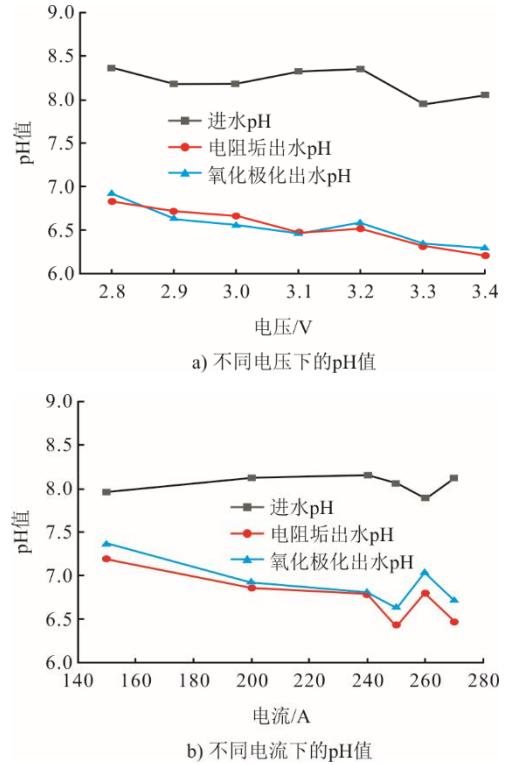 9.0
8.5
8.0
7.5
7.0
6.5
6.0
pH值
进水pH
电阻垢出水pH
氧化极化出水pH
2.8 2.9 3.0 3.1 3.2 3.3 3.4
电压/V
a) 不同电压下的pH值
9.0
8.5
8.0
7.5
7.0
6.5
6.0
pH值
进水pH
电阻垢出水pH
氧化极化出水pH
140 160 180 200 220 240 260 280
电流/A
b) 不同电流下的pH值